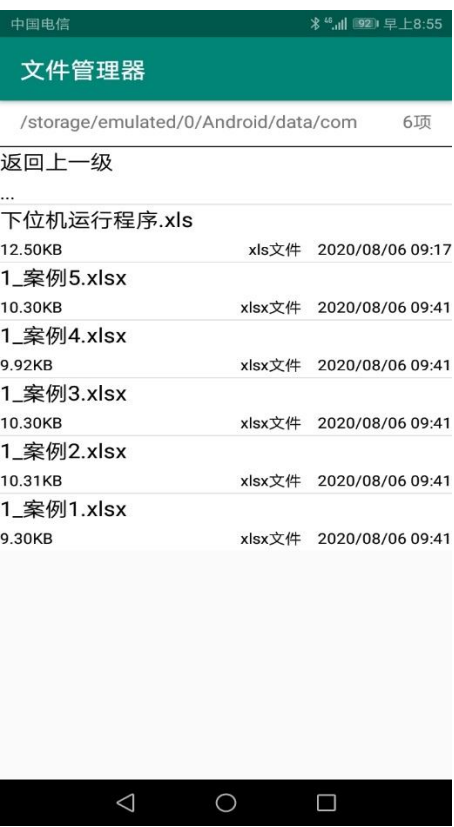 中国电信 92 早上8:55
文件管理器
/storage/emulated/0/Android/data/com 6项
返回上一级
...
下位机运行程序.xls
12.50KB xls文件 2020/08/06 09:17
1_案例5.xlsx
10.30KB xlsx文件 2020/08/06 09:41
1_案例4.xlsx
9.92KB xlsx文件 2020/08/06 09:41
1_案例3.xlsx
10.30KB xlsx文件 2020/08/06 09:41
1_案例2.xlsx
10.31KB xlsx文件 2020/08/06 09:41
1_案例1.xlsx
9.30KB xlsx文件 2020/08/06 09:41